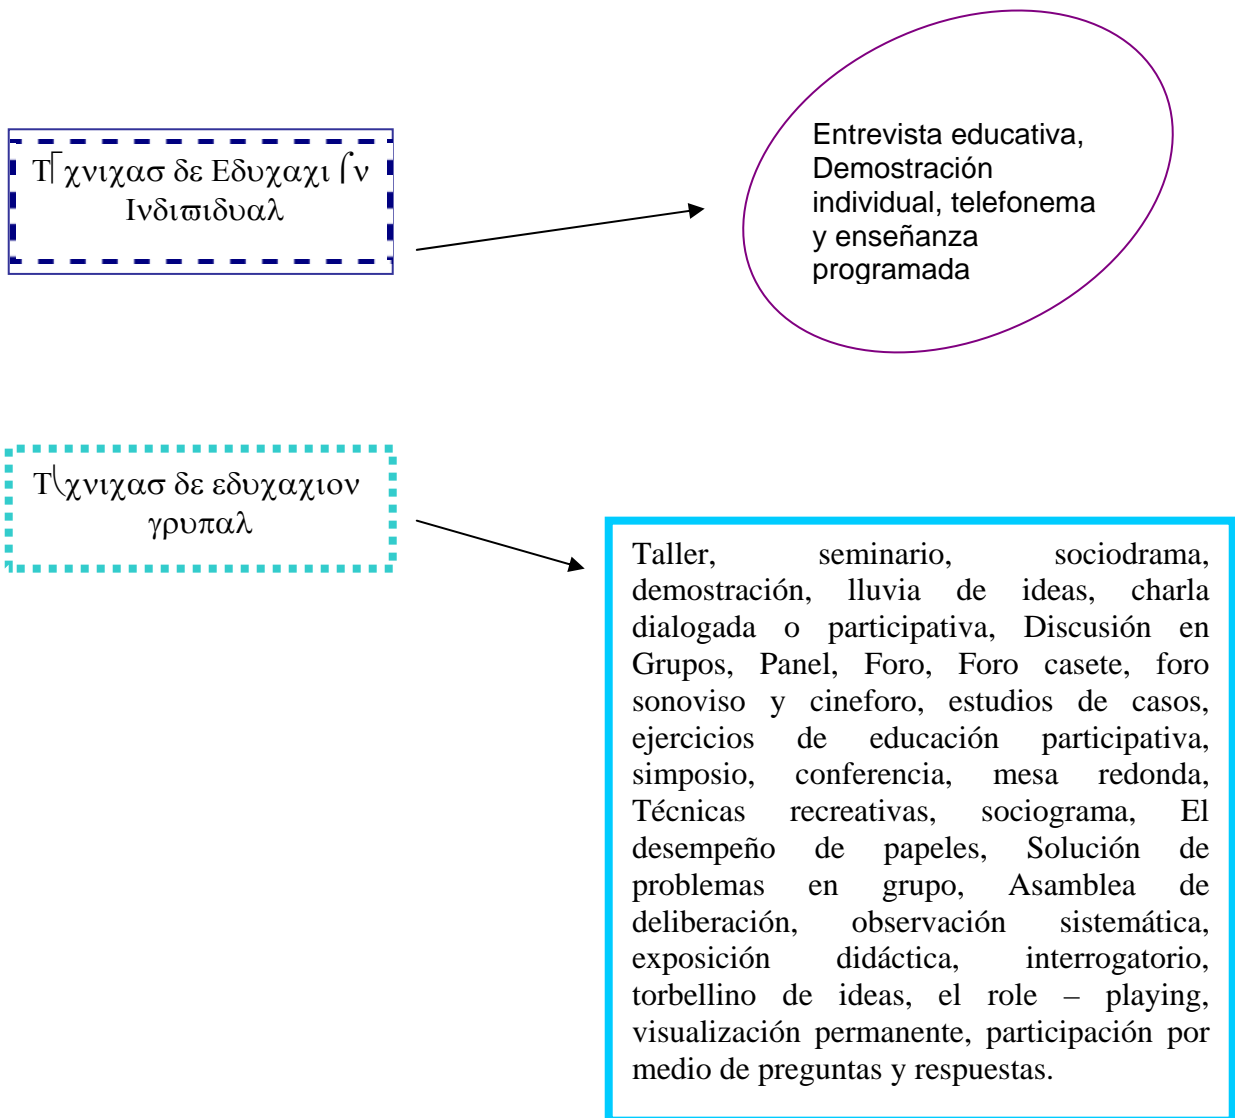 Τ⎡χνιχασ δε Εδυχαχι⌠ν
Ινδιϖιδυαλ
Entrevista educativa,
Demostración
individual, telefonema
y enseñanza
programada
Τ⎝χνιχασ δε εδυχαχιον
γρυπαλ
Taller, seminario, sociodrama,
demostración, lluvia de ideas, charla
dialogada o participativa, Discusión en
Grupos, Panel, Foro, Foro casete, foro
sonoviso y cineforo, estudios de casos,
ejercicios de educación participativa,
simposio, conferencia, mesa redonda,
Técnicas recreativas, sociograma, El
desempeño de papeles, Solución de
problemas en grupo, Asamblea de
deliberación, observación sistemática,
exposición didáctica, interrogatorio,
torbellino de ideas, el role – playing,
visualización permanente, participación por
medio de preguntas y respuestas.